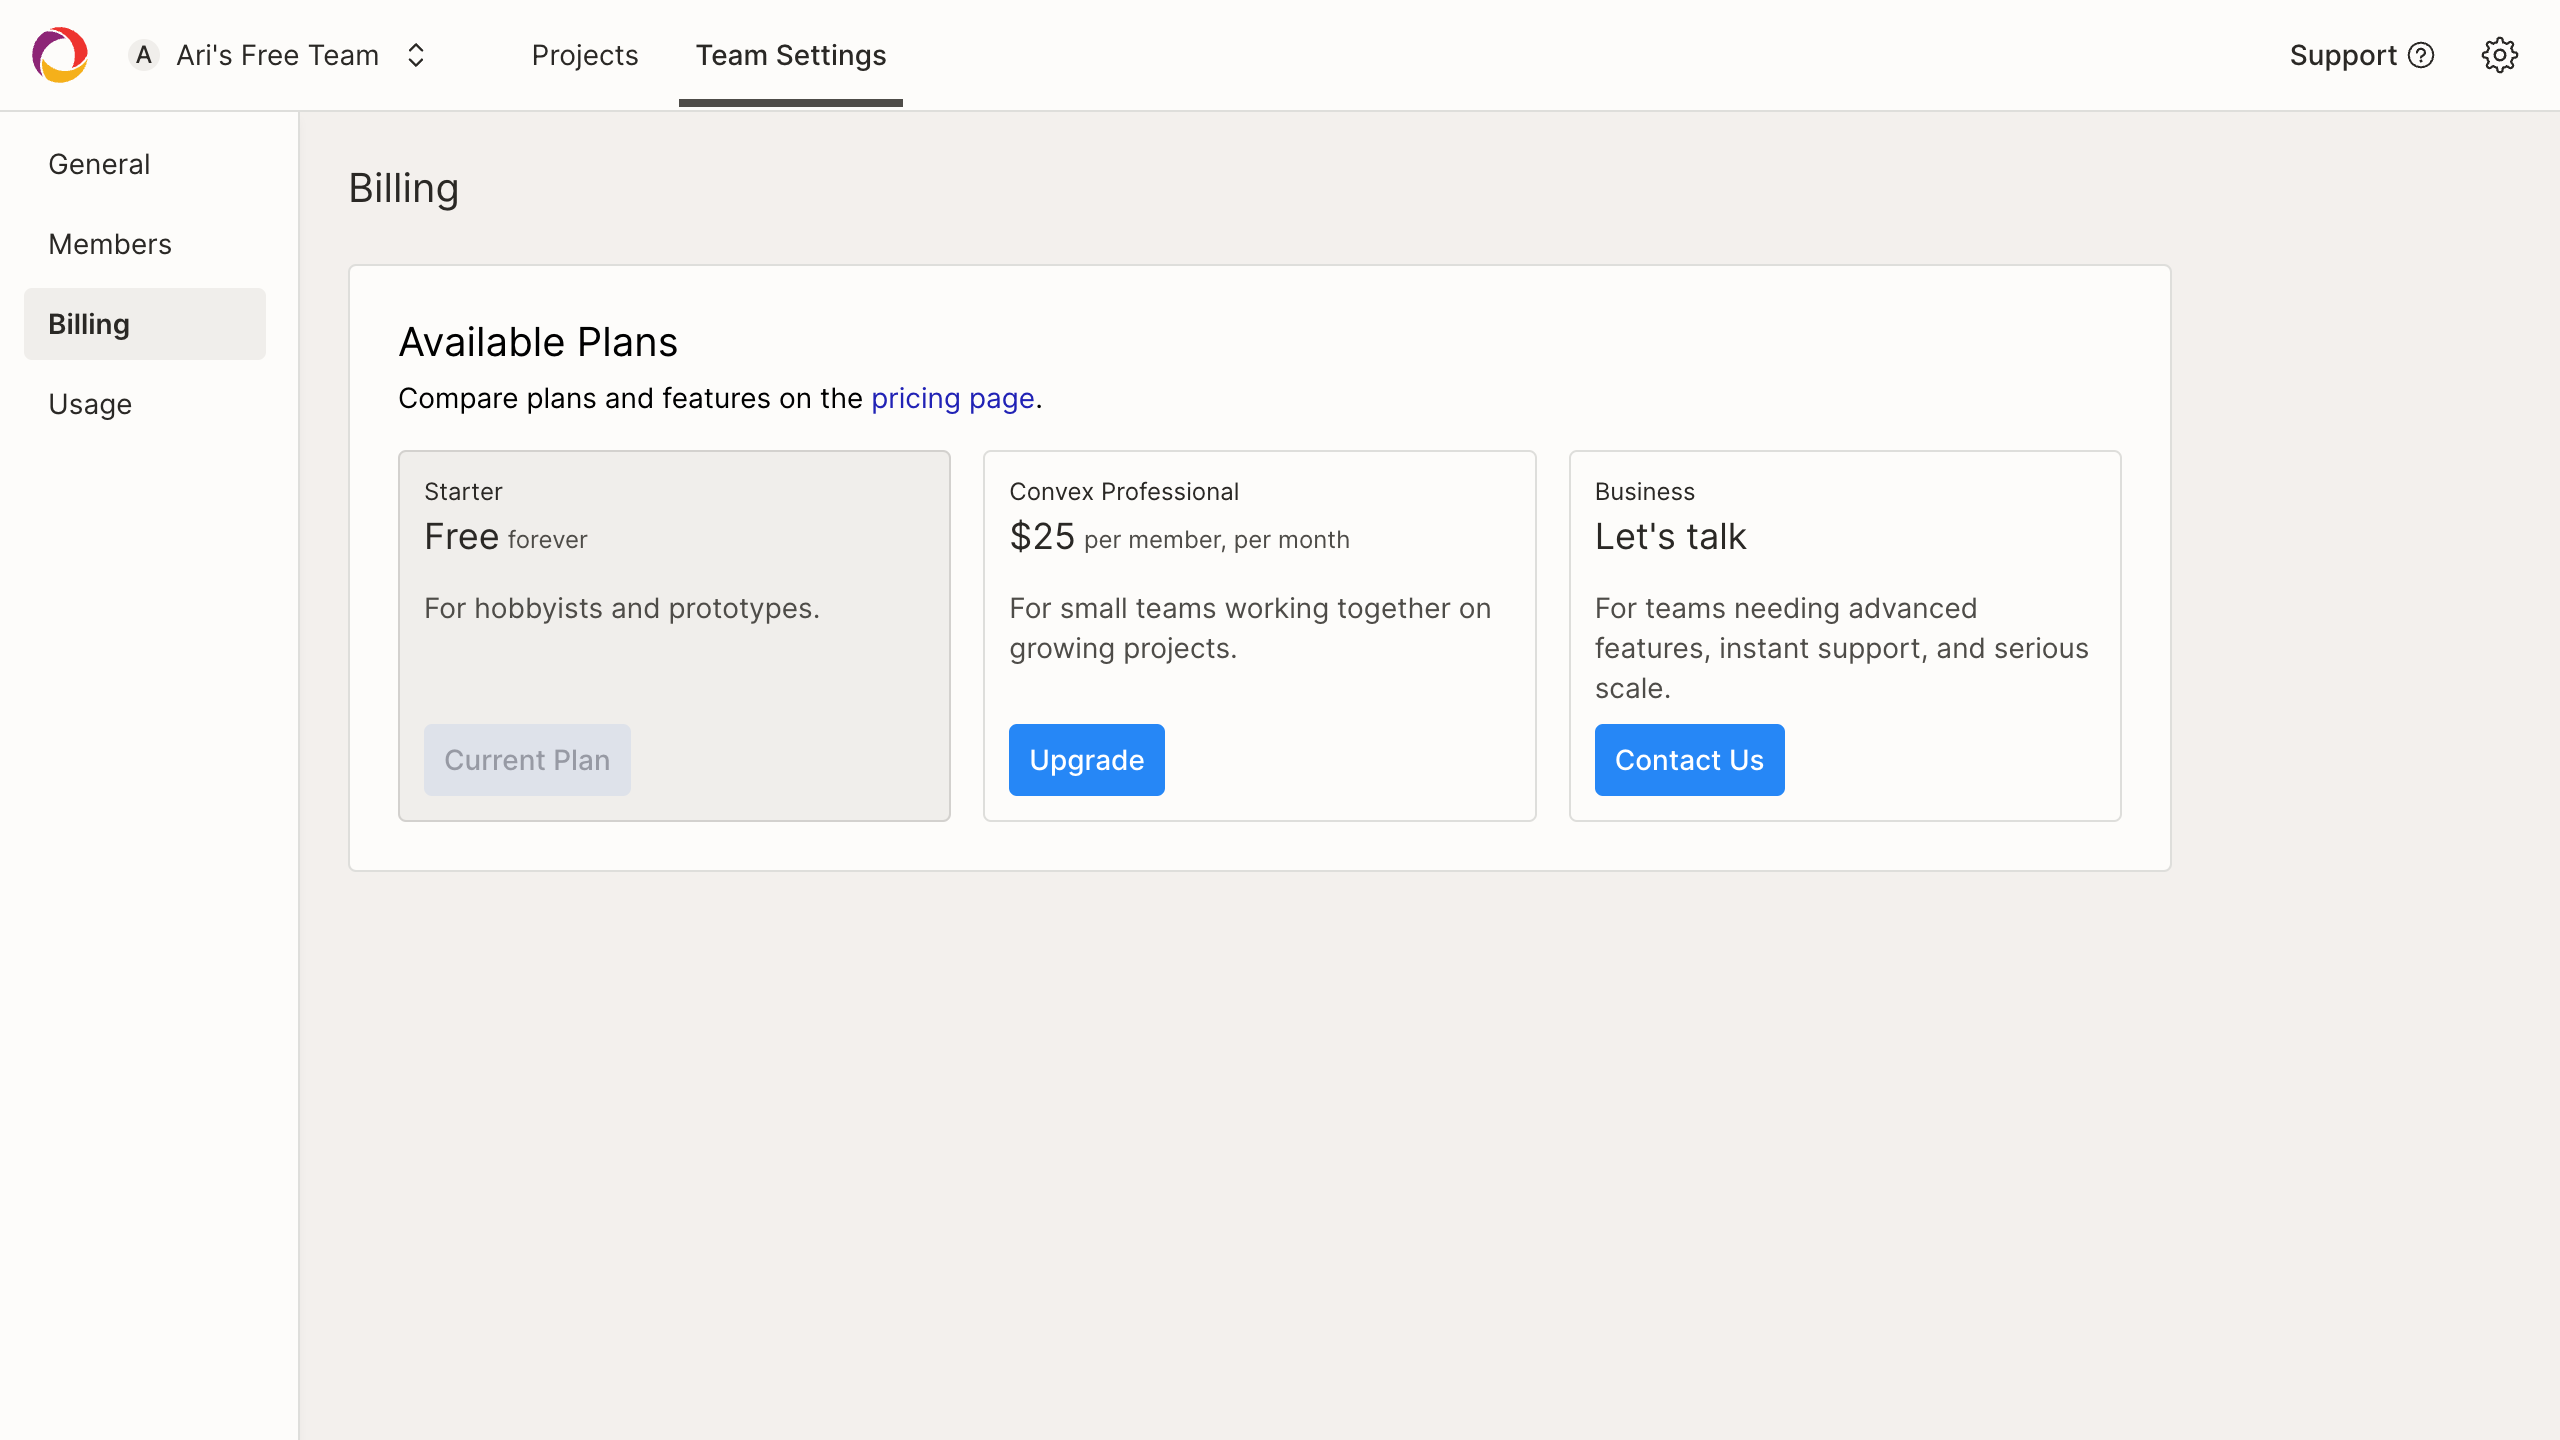 A Ari's Free Team
Projects
Team Settings
Support
General
Members
Billing
Usage
Billing
Available Plans
Compare plans and features on the pricing page.
Starter
Free forever
For hobbyists and prototypes.
Current Plan
Convex Professional
$25 per member, per month
For small teams working together on
growing projects.
Upgrade
Business
Let's talk
For teams needing advanced
features, instant support, and serious
scale.
Contact Us